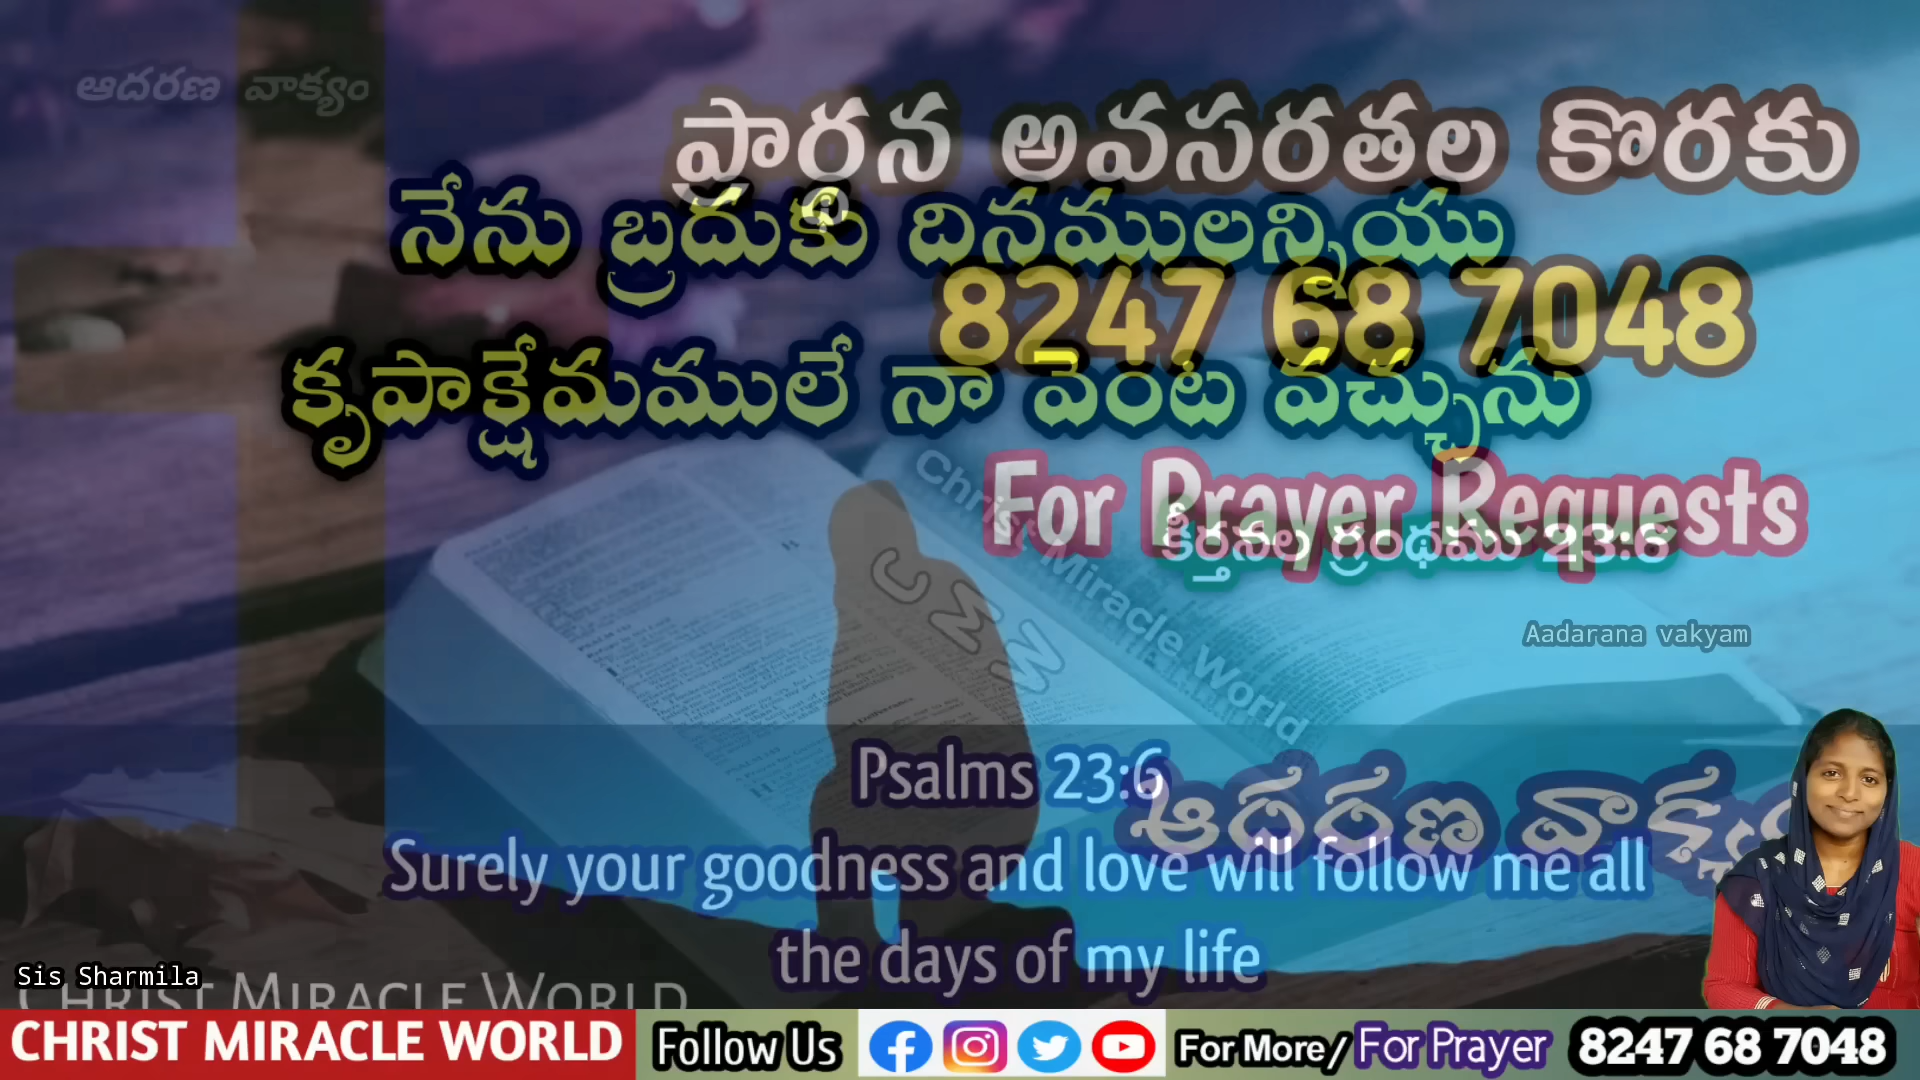 ఆదరణ వాక్యం
ప్రార్థన అవసరతల కొరకు
నేను బ్రదుకు దినములన్నియు
8247 68 7048
కృపాక్షేమములే నా వెంట వచ్చును
For Prayer Requests
కీర్తనల గ్రంథము 23:6
Christ Miracle World
CMW
Aadarana vakyam
Psalms 23:6
ఆదరణ వాక్యం
Surely your goodness and love will follow me all
the days of my life
Sis Sharmila
CHRIST MIRACLE WORLD
CHRIST MIRACLE WORLD Follow Us For More/ For Prayer 8247 68 7048